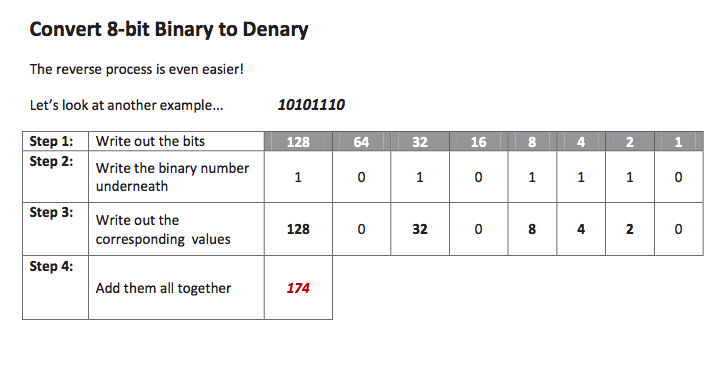 Convert 8-bit Binary to Denary
The reverse process is even easier!
Let's look at another example... 10101110
Step 1: Write out the bits 128 64 32 16 8 4 2 1
Step 2: Write the binary number underneath 1 0 1 0 1 1 1 0
Step 3: Write out the corresponding values 128 0 32 0 8 4 2 0
Step 4: Add them all together 174